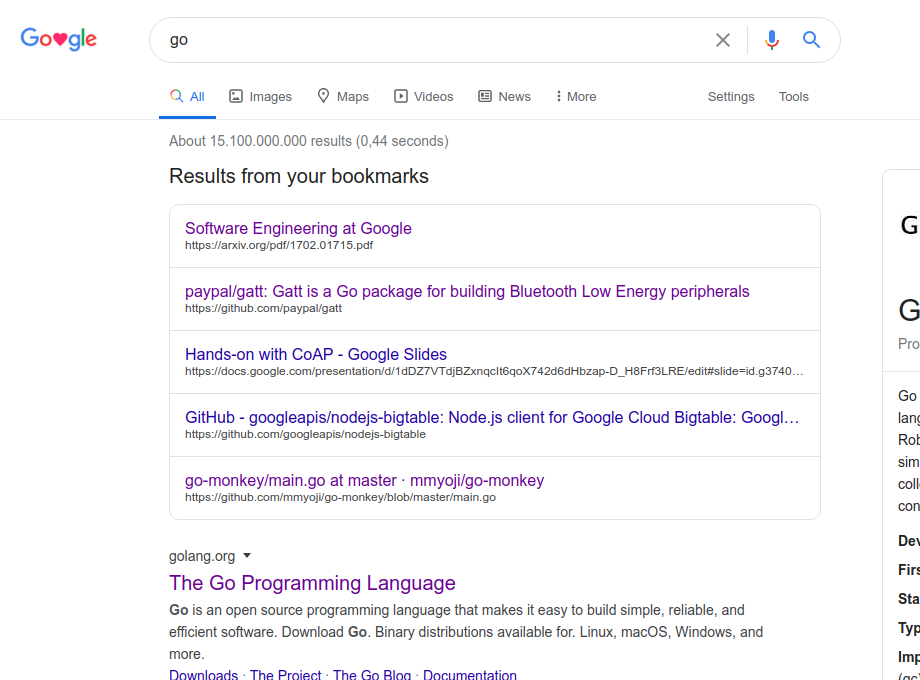 Google
go
All Images Maps Videos News More Settings Tools
About 15.100.000.000 results (0,44 seconds)
Results from your bookmarks
Software Engineering at Google
https://arxiv.org/pdf/1702.01715.pdf
paypal/gatt: Gatt is a Go package for building Bluetooth Low Energy peripherals
https://github.com/paypal/gatt
Hands-on with CoAP - Google Slides
https://docs.google.com/presentation/d/1dDZ7VTdjBZxnqcIt6qoX742d6dHbzap-D_H8Frf3LRE/edit#slide=id.g3740…
GitHub - googleapis/nodejs-bigtable: Node.js client for Google Cloud Bigtable: Googl…
https://github.com/googleapis/nodejs-bigtable
go-monkey/main.go at master · mmyoji/go-monkey
https://github.com/mmyoji/go-monkey/blob/master/main.go
golang.org
The Go Programming Language
Go is an open source programming language that makes it easy to build simple, reliable, and
efficient software. Download Go. Binary distributions available for. Linux, macOS, Windows, and
more.
Downloads · The Project · The Go Blog · Documentation
G
G
Pro
Go
lang
Rob
sim
coll
con
Dev
Firs
Sta
Typ
Imp